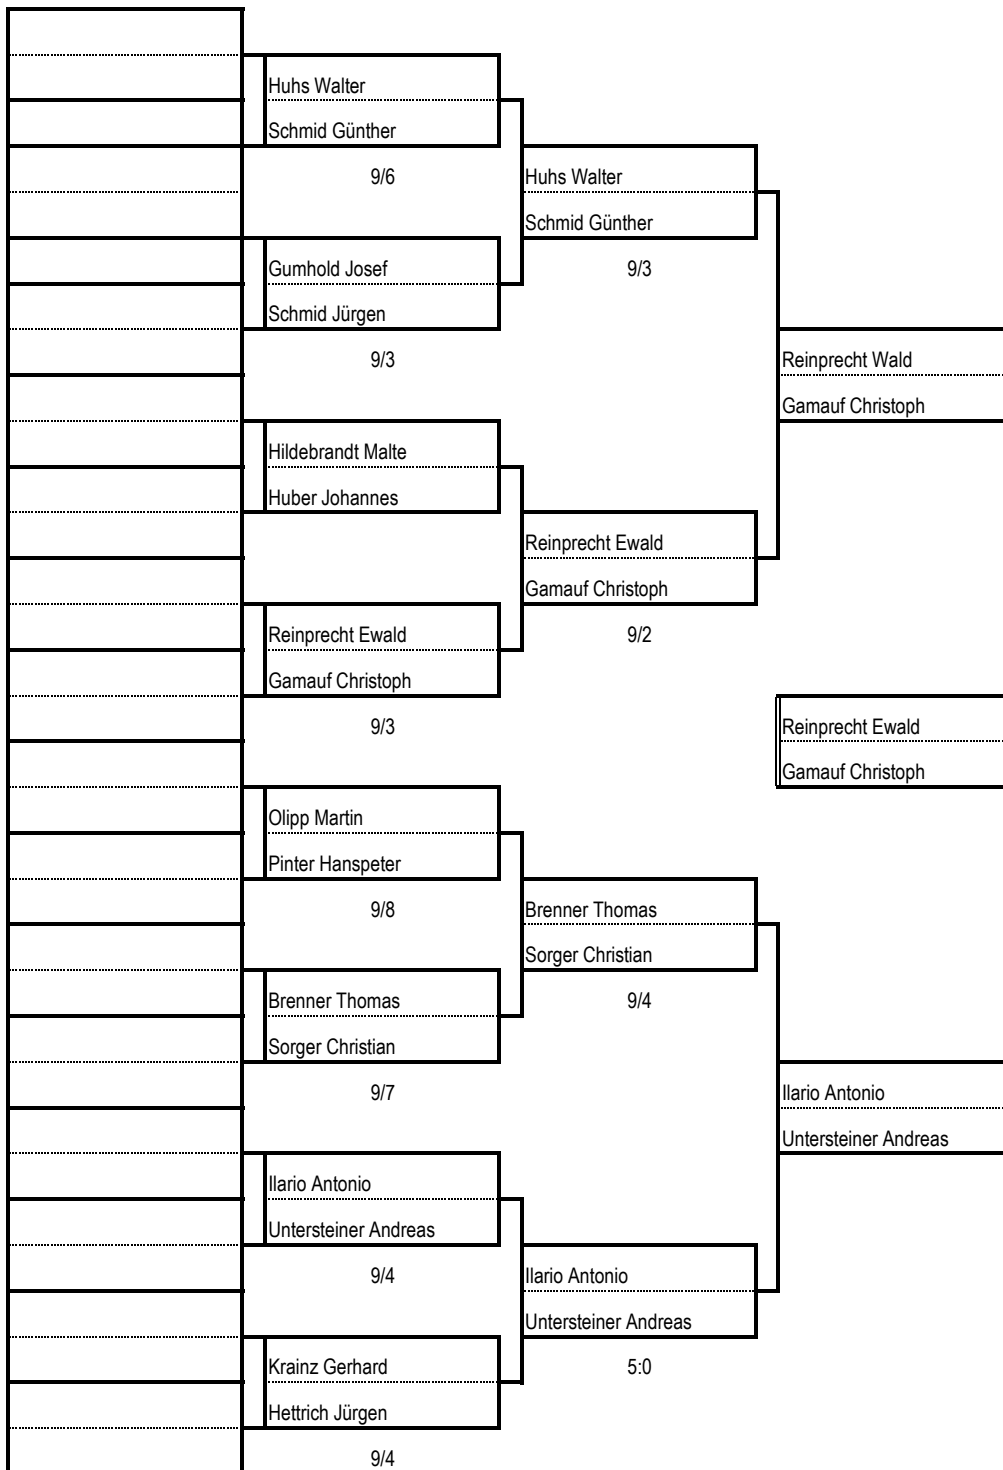 Huhs Walter
Schmid Günther
9/6
Gumhold Josef
Schmid Jürgen
9/3
Hildebrandt Malte
Huber Johannes
Reinprecht Ewald
Gamauf Christoph
9/3
Olipp Martin
Pinter Hanspeter
9/8
Brenner Thomas
Sorger Christian
9/7
Ilario Antonio
Untersteiner Andreas
9/4
Krainz Gerhard
Hettrich Jürgen
9/4
Huhs Walter
Schmid Günther
9/3
Reinprecht Ewald
Gamauf Christoph
9/2
Brenner Thomas
Sorger Christian
9/4
Ilario Antonio
Untersteiner Andreas
5:0
Reinprecht Wald
Gamauf Christoph
Reinprecht Ewald
Gamauf Christoph
Ilario Antonio
Untersteiner Andreas